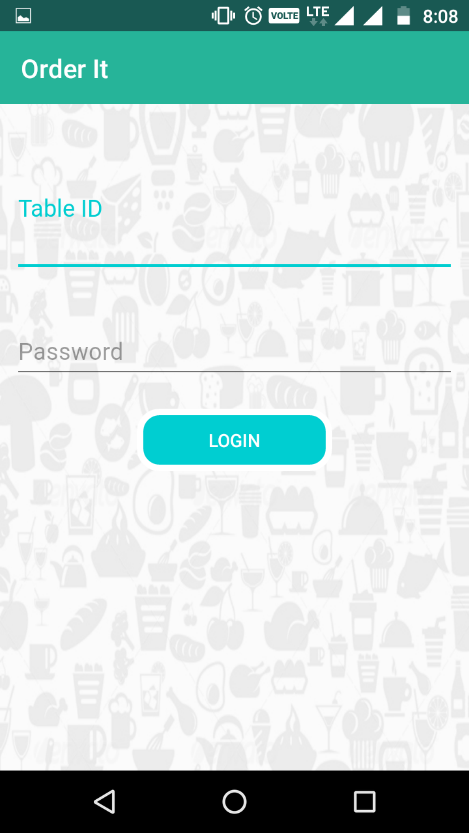 VOLTE LTE 8:08
Order It
Table ID
Password
LOGIN